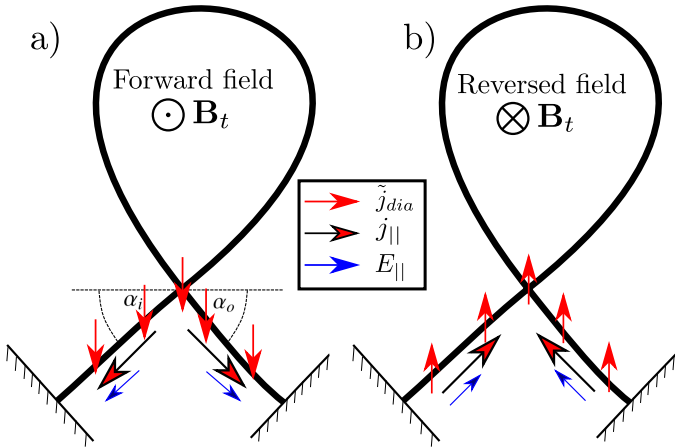 a)
Forward field
⊙ B_t
α_i
α_o
j̃_dia
j_||
E_||
b)
Reversed field
⊗ B_t